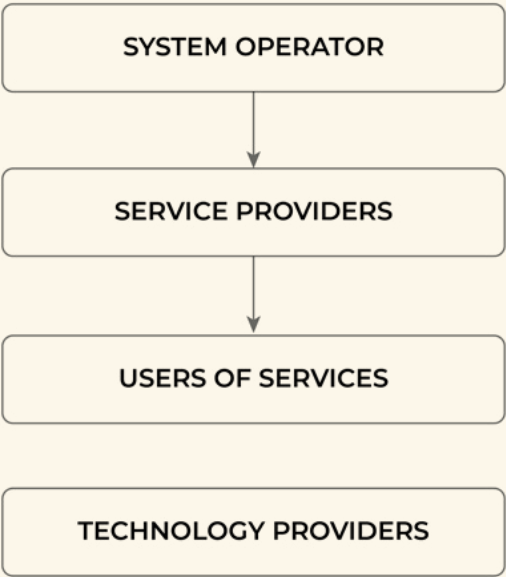 SYSTEM OPERATOR
SERVICE PROVIDERS
USERS OF SERVICES
TECHNOLOGY PROVIDERS